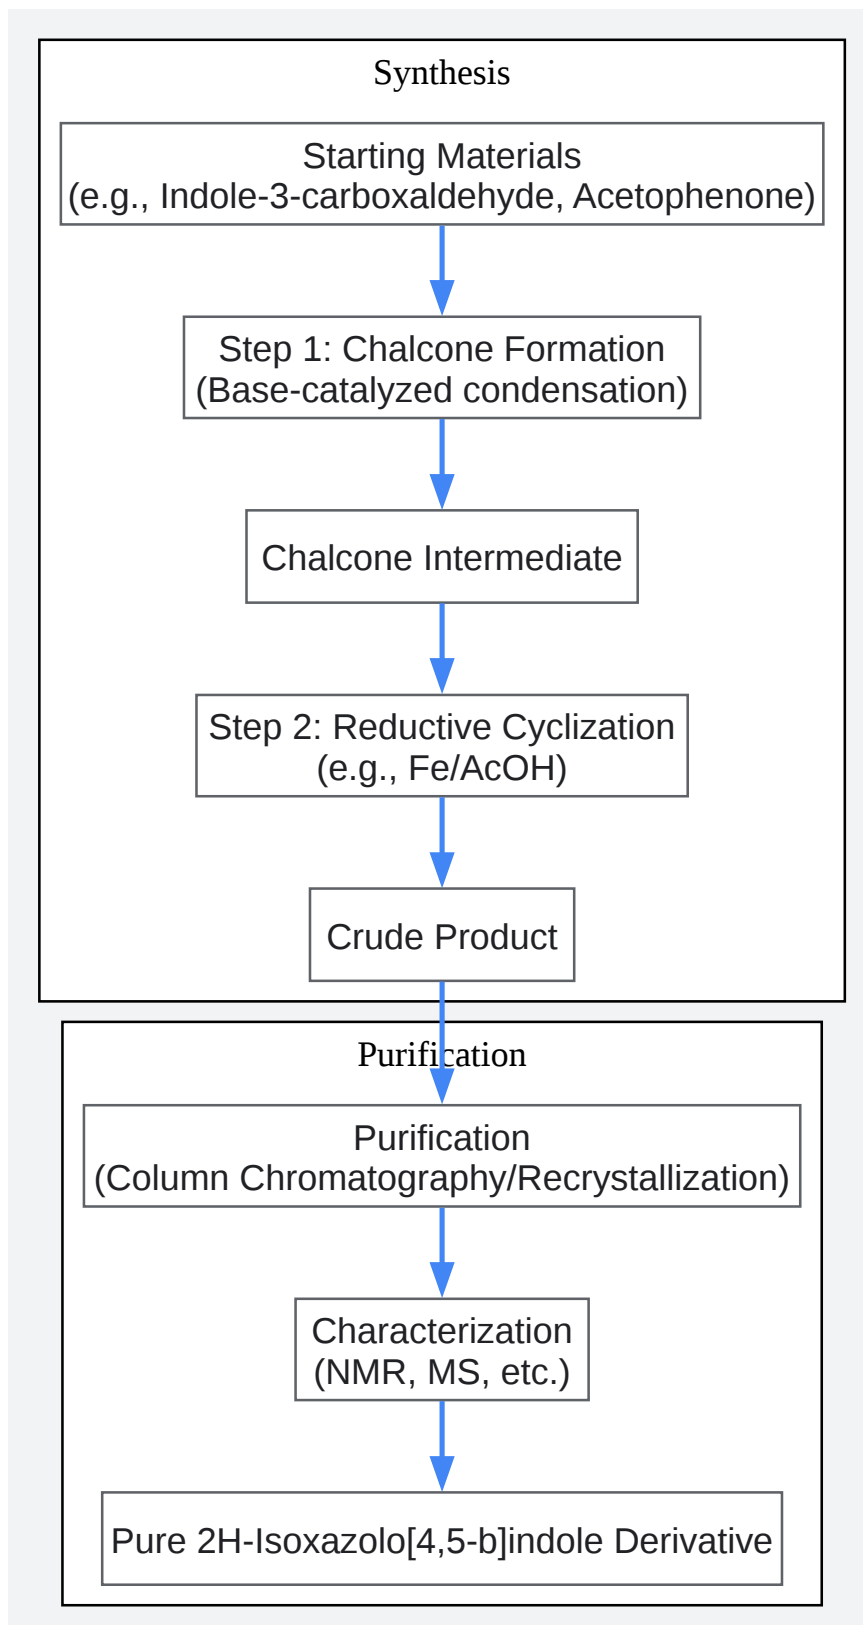 Synthesis
Starting Materials
(e.g., Indole-3-carboxaldehyde, Acetophenone)
Step 1: Chalcone Formation
(Base-catalyzed condensation)
Chalcone Intermediate
Step 2: Reductive Cyclization
(e.g., Fe/AcOH)
Crude Product
Purification
Purification
(Column Chromatography/Recrystallization)
Characterization
(NMR, MS, etc.)
Pure 2H-Isoxazolo[4,5-b]indole Derivative